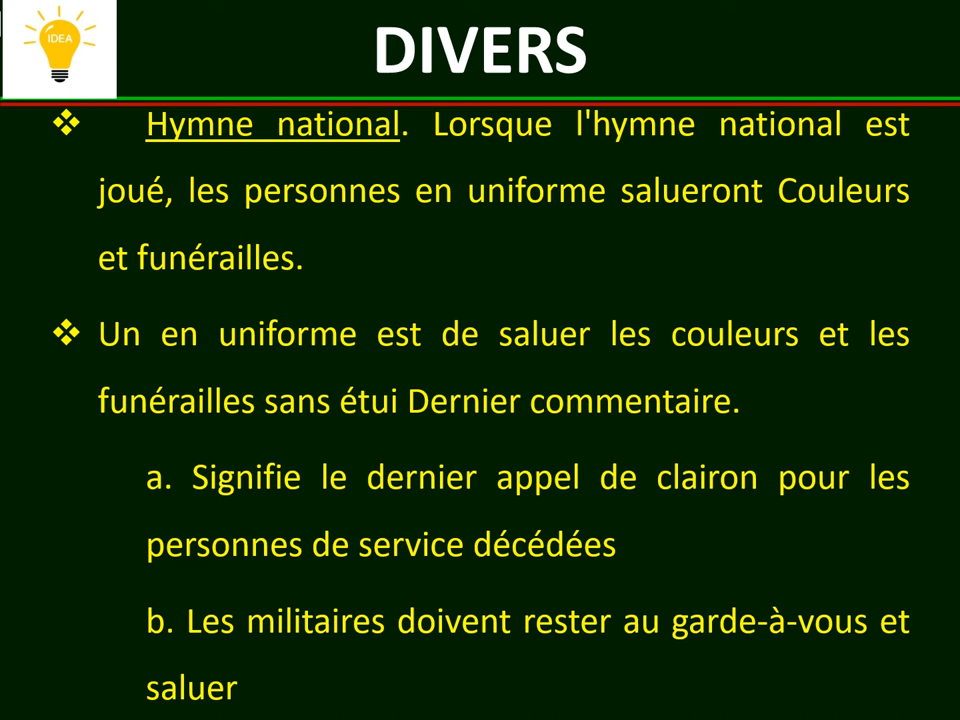 IDEA
DIVERS
❖ Hymne national. Lorsque l'hymne national est
joué, les personnes en uniforme salueront Couleurs
et funérailles.
❖ Un en uniforme est de saluer les couleurs et les
funérailles sans étui Dernier commentaire.
a. Signifie le dernier appel de clairon pour les
personnes de service décédées
b. Les militaires doivent rester au garde-à-vous et
saluer